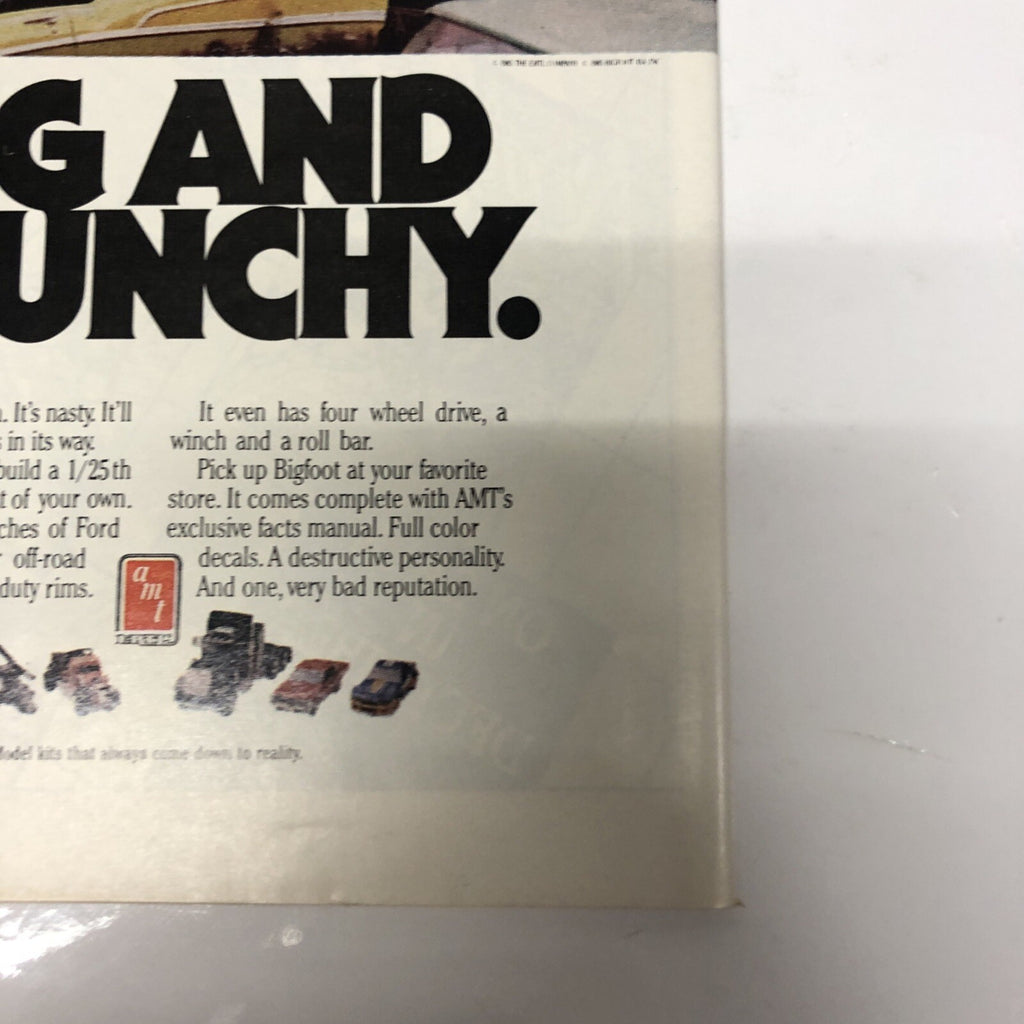 G AND
UNCHY.
. It's nasty. It'll
in its way.
build a 1/25th
t of your own.
ches of Ford
off-road
duty rims.
It even has four wheel drive, a
winch and a roll bar.
Pick up Bigfoot at your favorite
store. It comes complete with AMT's
exclusive facts manual. Full color
decals. A destructive personality.
And one, very bad reputation.
amt
Model kits that always come down to reality.